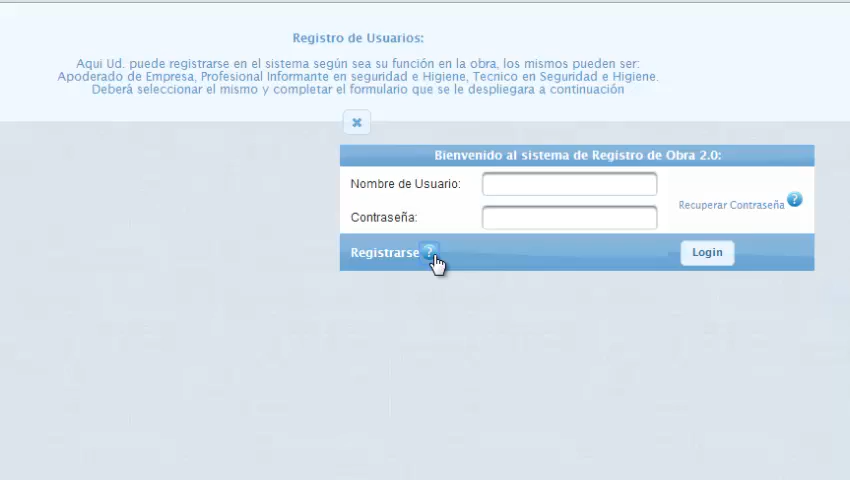 Registro de Usuarios:
Aqui Ud. puede registrarse en el sistema según sea su función en la obra, los mismos pueden ser:
Apoderado de Empresa, Profesional Informante en seguridad e Higiene, Tecnico en Seguridad e Higiene.
Deberá seleccionar el mismo y completar el formulario que se le despliegara a continuación
Bienvenido al sistema de Registro de Obra 2.0:
Nombre de Usuario:
Recuperar Contraseña ?
Contraseña:
Registrarse ?
Login